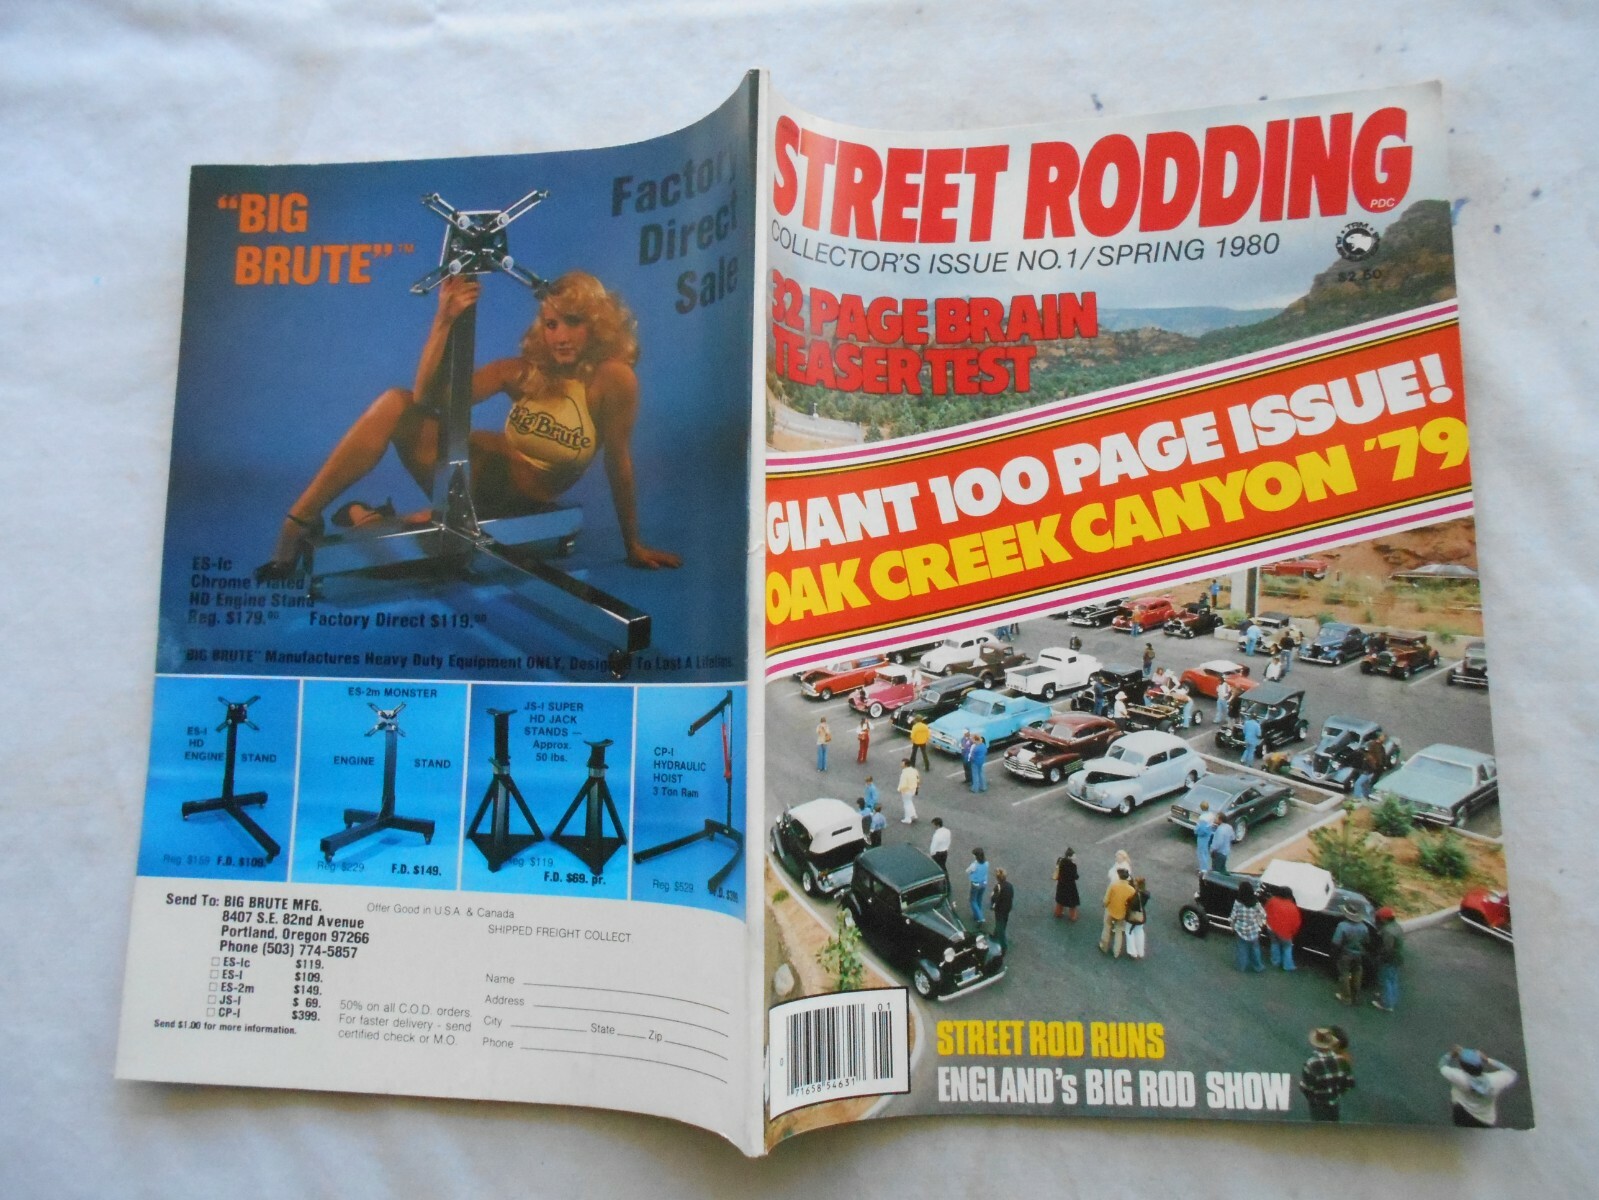 "BIG
BRUTE"™
Factory
Direct
Sale
Big Brute
ES-Ic
Chrome Plated
HD Engine Stand
Reg. $179.00 Factory Direct $119.00
"BIG BRUTE" Manufactures Heavy Duty Equipment ONLY, Designed To Last A Lifetime.
ES-I
HD
ENGINE STAND
Reg. $159 F.D. $109.
ES-2m MONSTER
ENGINE STAND
Reg. $229 F.D. $149.
JS-I SUPER
HD JACK
STANDS —
Approx.
50 lbs.
Reg. $119.
F.D. $69. pr.
CP-I
HYDRAULIC
HOIST
3 Ton Ram
Reg. $529
F.D. $399.
Send To: BIG BRUTE MFG.
8407 S.E. 82nd Avenue
Portland, Oregon 97266
Phone (503) 774-5857
ES-Ic $119.
ES-I $109.
ES-2m $149.
JS-I $ 69.
CP-I $399.
Send $1.00 for more information.
Offer Good in U.S.A. & Canada
SHIPPED FREIGHT COLLECT
50% on all C.O.D. orders.
For faster delivery - send
certified check or M.O.
Name
Address
City State Zip
Phone
STREET RODDING
PDC
COLLECTOR'S ISSUE NO.1/SPRING 1980
TRM
$2.50
32 PAGE BRAIN
TEASER TEST
GIANT 100 PAGE ISSUE!
OAK CREEK CANYON '79
STREET ROD RUNS
ENGLAND's BIG ROD SHOW
0 71658 54631 01